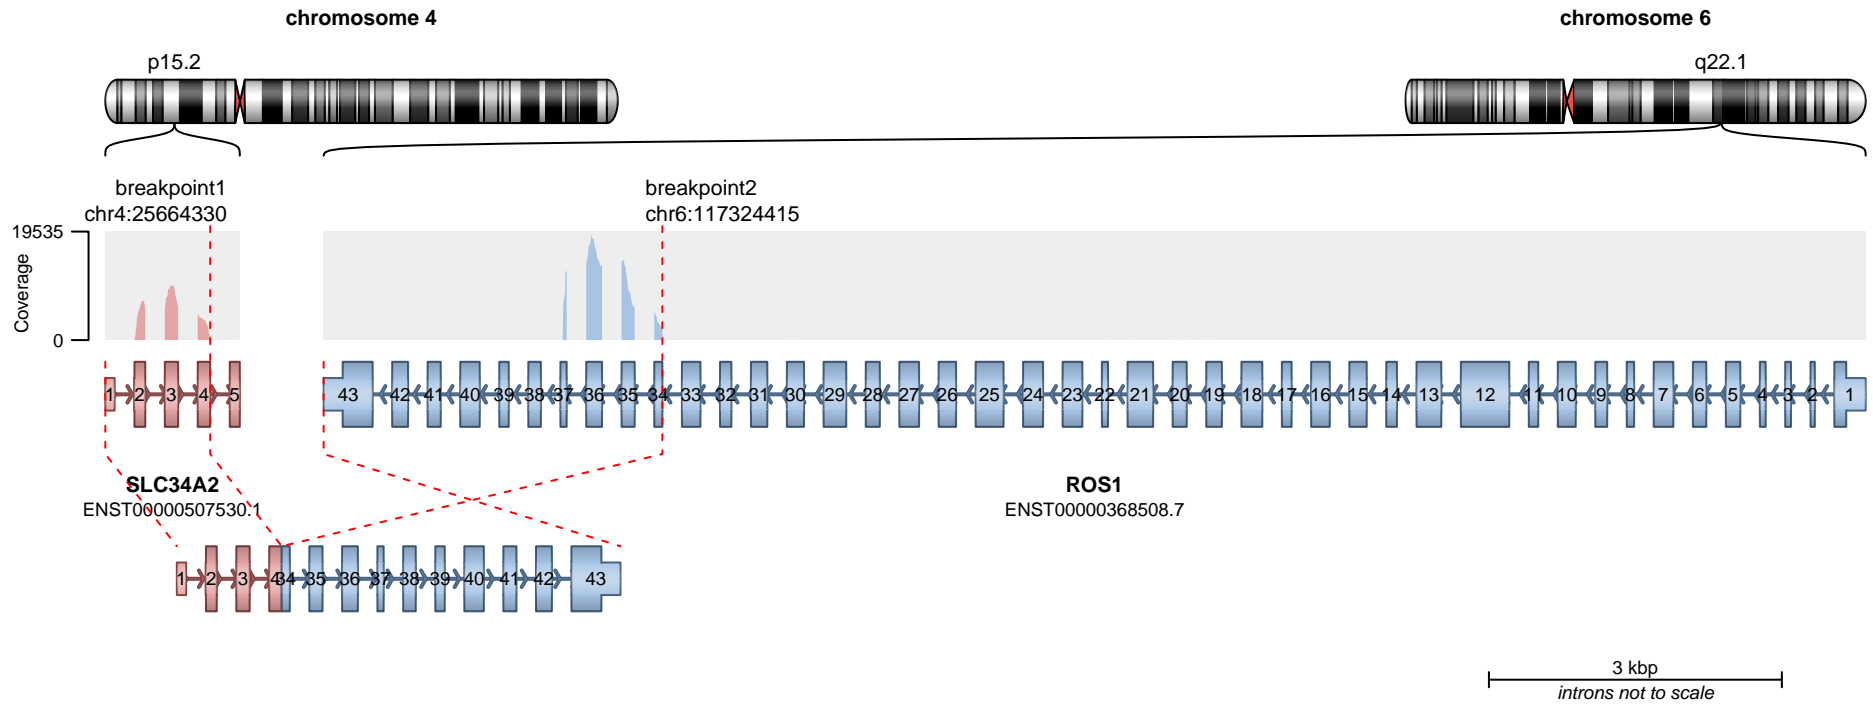 chromosome 4
chromosome 6
p15.2
q22.1
breakpoint1
chr4:25664330
breakpoint2
chr6:117324415
19535
Coverage
0
1 2 3 4 5
43 42 41 40 39 38 37 36 35 34 33 32 31 30 29 28 27 26 25 24 23 22 21 20 19 18 17 16 15 14 13 12 11 10 9 8 7 6 5 4 3 2 1
SLC34A2
ENST00000507530.1
ROS1
ENST00000368508.7
1 2 3 4 34 35 36 37 38 39 40 41 42 43
3 kbp
introns not to scale